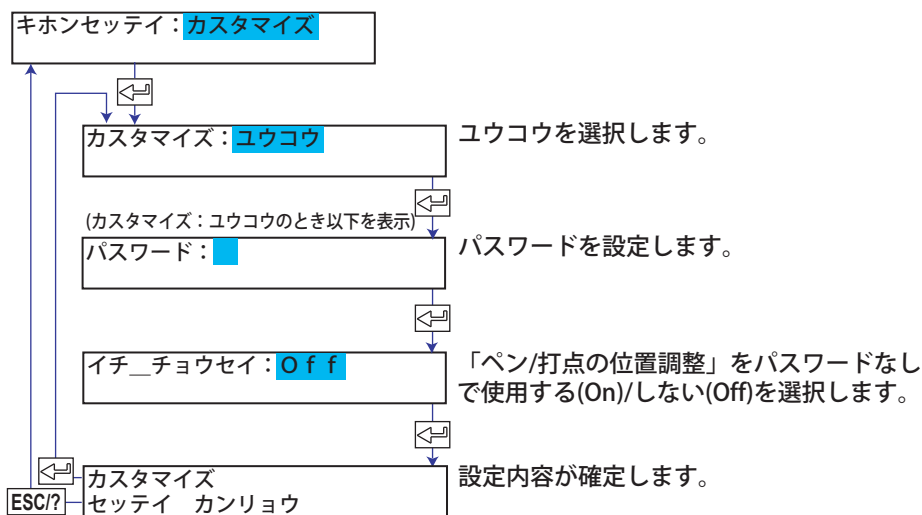 キホンセッテイ：カスタマイズ
カスタマイズ：ユウコウ
ユウコウを選択します。
(カスタマイズ：ユウコウのとき以下を表示)
パスワード：
パスワードを設定します。
イチ＿チョウセイ：Ｏｆｆ
「ペン/打点の位置調整」をパスワードなし
で使用する(On)/しない(Off)を選択します。
カスタマイズ
設定内容が確定します。
ESC/?
セッテイ　カンリョウ